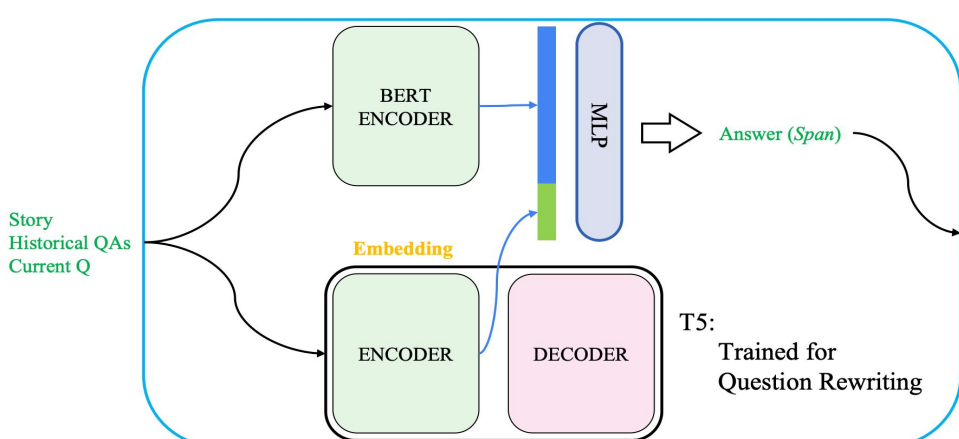 BERT
ENCODER
MLP
Answer (Span)
Story
Historical QAs
Current Q
Embedding
ENCODER
DECODER
T5:
Trained for
Question Rewriting